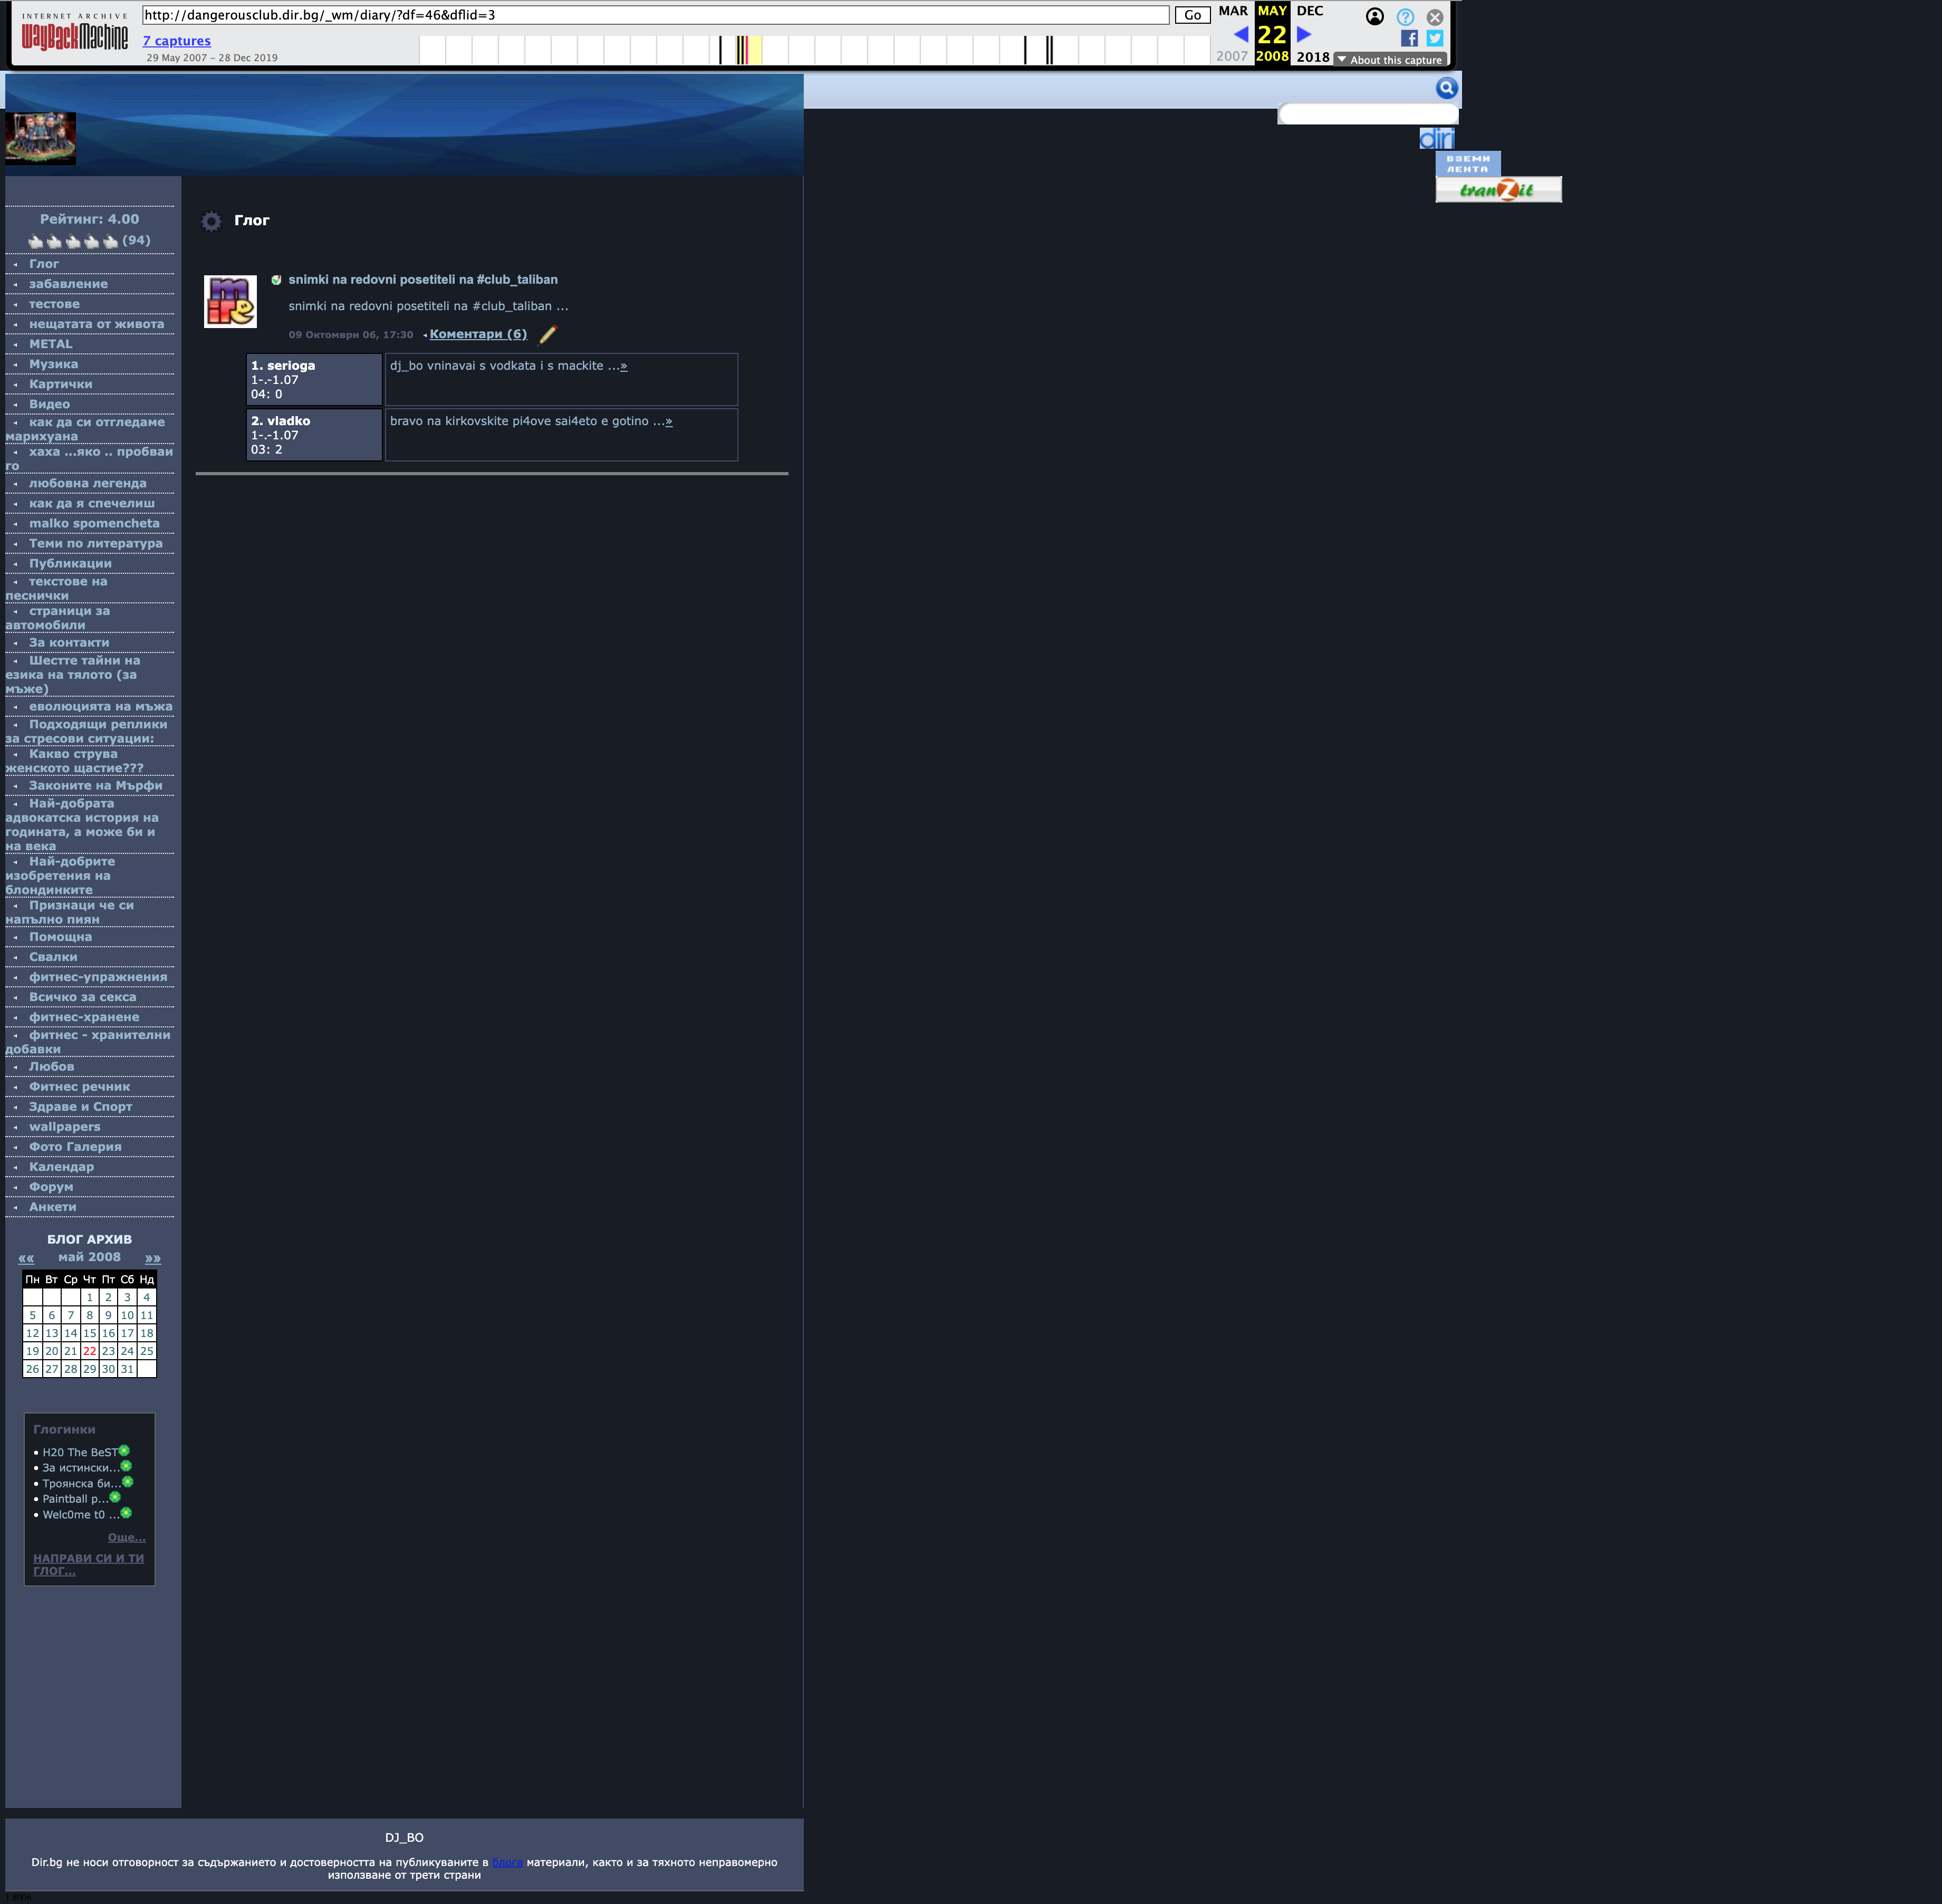 INTERNET ARCHIVE
WayBackMachine
http://dangerousclub.dir.bg/_wm/diary/?df=46&dflid=3
Go
MAR MAY DEC
7 captures
22
29 May 2007 – 28 Dec 2019
2007 2008 2018
About this capture
diri
ВЗЕМИ
ЛЕНТА
tranZit
Рейтинг: 4.00
(94)
Глог
забавление
тестове
нещатата от живота
METAL
Музика
Картички
Видео
как да си отгледаме
марихуана
хаха ...яко .. пробваи
го
любовна легенда
как да я спечелиш
malko spomencheta
Теми по литература
Публикации
текстове на
песнички
страници за
автомобили
За контакти
Шестте тайни на
езика на тялото (за
мъже)
еволюцията на мъжа
Подходящи реплики
за стресови ситуации:
Какво струва
женското щастие???
Законите на Мърфи
Най-добрата
адвокатска история на
годината, а може би и
на века
Най-добрите
изобретения на
блондинките
Признаци че си
напълно пиян
Помощна
Свалки
фитнес-упражнения
Всичко за секса
фитнес-хранене
фитнес - хранителни
добавки
Любов
Фитнес речник
Здраве и Спорт
wallpapers
Фото Галерия
Календар
Форум
Анкети
БЛОГ АРХИВ
«« май 2008 »»
Пн Вт Ср Чт Пт Сб Нд
1 2 3 4
5 6 7 8 9 10 11
12 13 14 15 16 17 18
19 20 21 22 23 24 25
26 27 28 29 30 31
Глогинки
• H20 The BeST
• За истински...
• Троянска би...
• Paintball p...
• Welc0me t0 ...
Още...
НАПРАВИ СИ И ТИ
ГЛОГ...
Глог
mIRC
snimki na redovni posetiteli na #club_taliban
snimki na redovni posetiteli na #club_taliban ...
09 Октомври 06, 17:30 Коментари (6)
1. serioga
1-.-1.07
04: 0
dj_bo vninavai s vodkata i s mackite ...»
2. vladko
1-.-1.07
03: 2
bravo na kirkovskite pi4ove sai4eto e gotino ...»
DJ_BO
Dir.bg не носи отговорност за съдържанието и достоверността на публикуваните в блога материали, както и за тяхното неправомерно
използване от трети страни